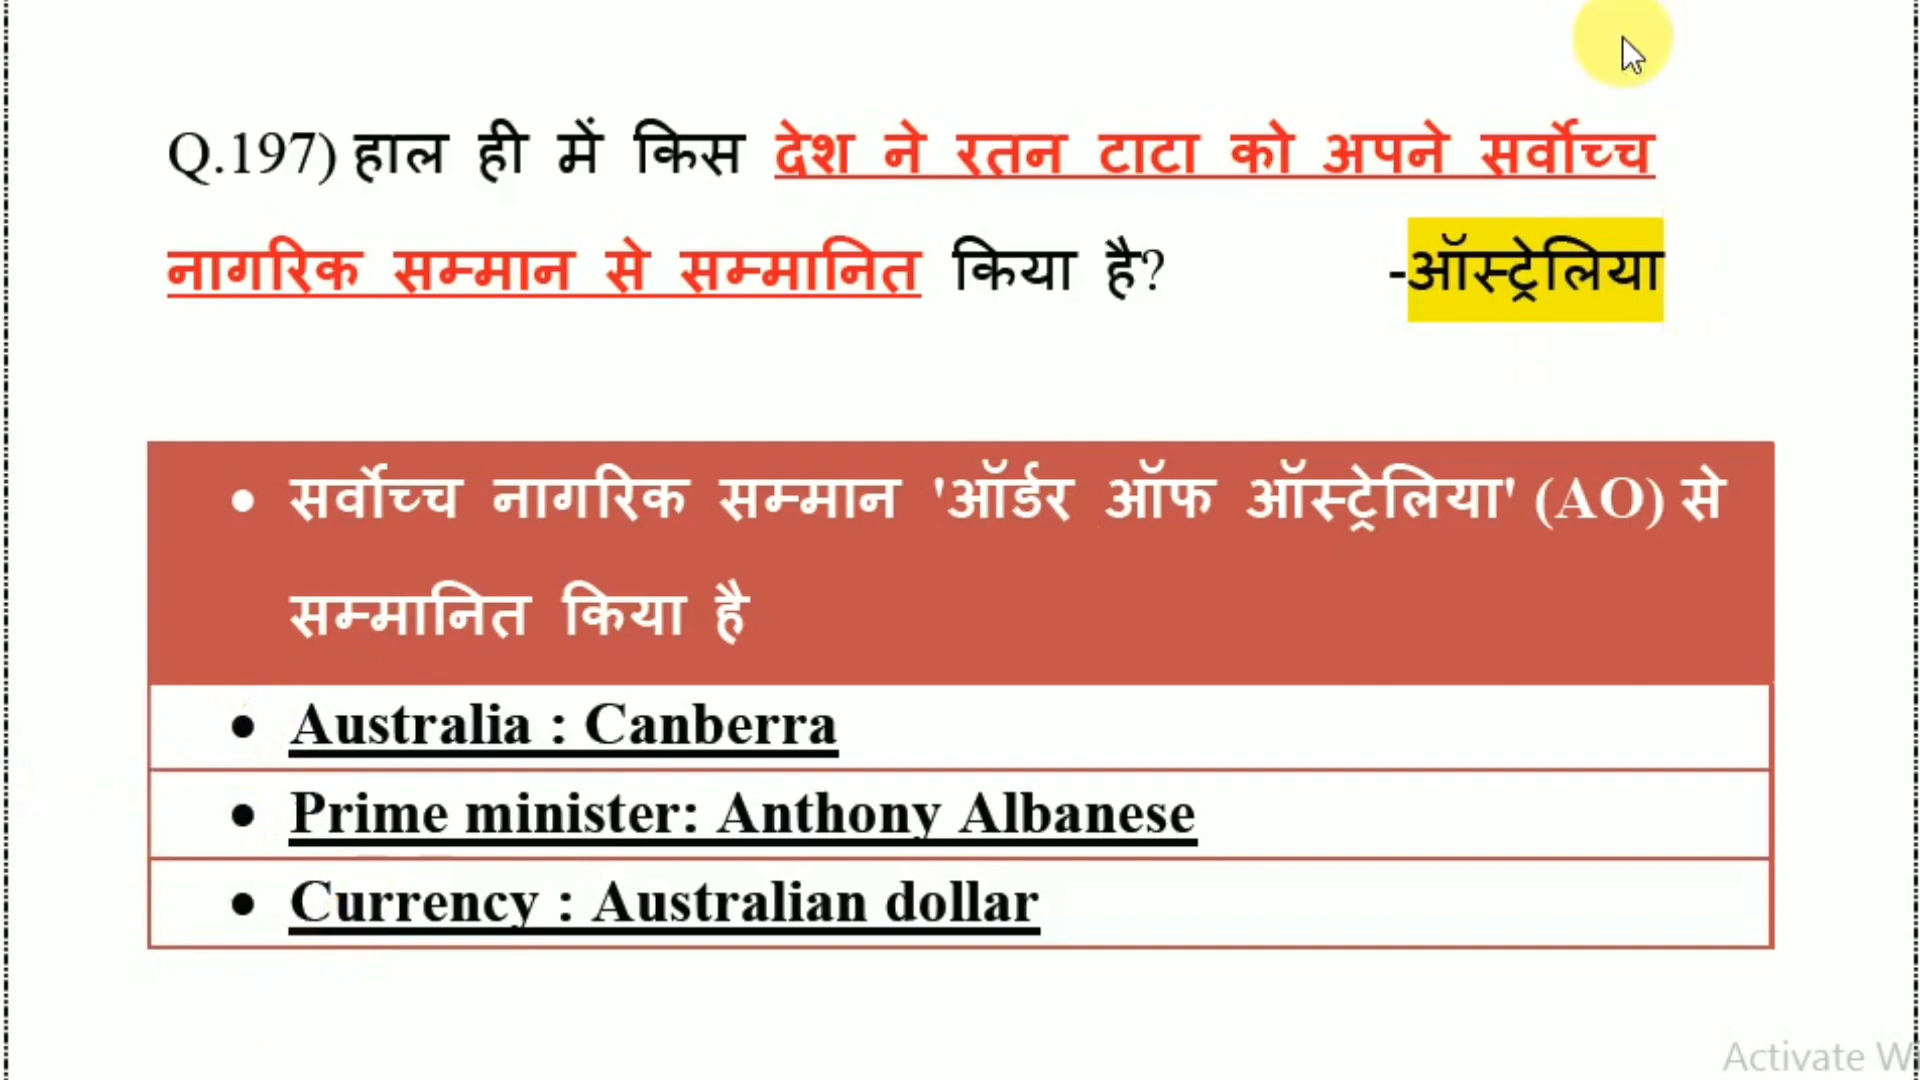 Q.197) हाल ही में किस देश ने रतन टाटा को अपने सर्वोच्च
नागरिक सम्मान से सम्मानित किया है? -ऑस्ट्रेलिया
• सर्वोच्च नागरिक सम्मान 'ऑर्डर ऑफ ऑस्ट्रेलिया' (AO) से
सम्मानित किया है
• Australia : Canberra
• Prime minister: Anthony Albanese
• Currency : Australian dollar
Activate